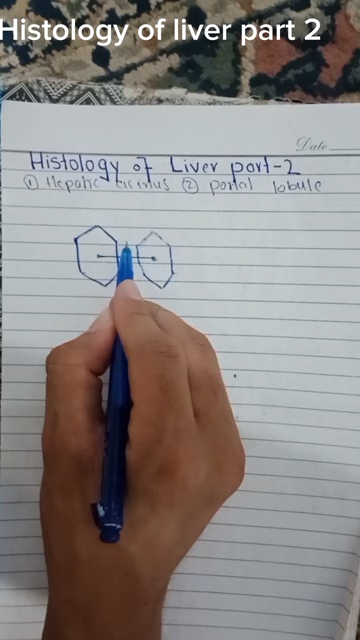 Histology of liver part 2
Date
Histology of Liver part-2
① Hepatic acinus ② portal lobule